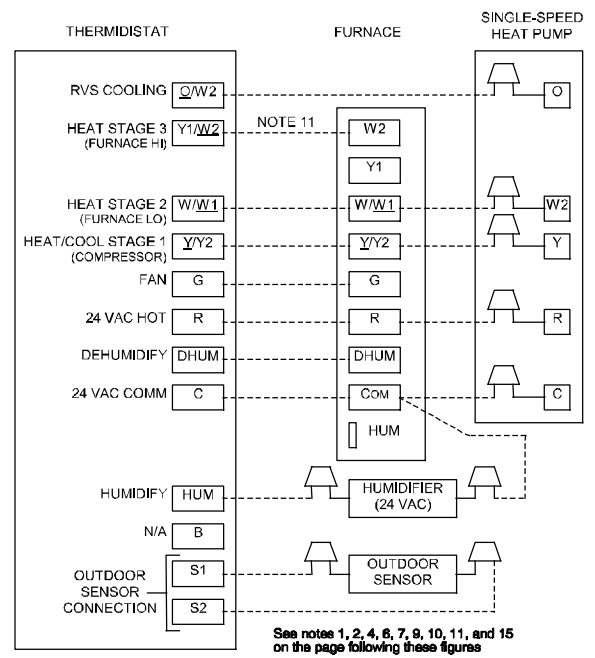 THERMIDISTAT
FURNACE
SINGLE-SPEED
HEAT PUMP
RVS COOLING
O/W2
O
HEAT STAGE 3
(FURNACE HI)
Y1/W2
NOTE 11
W2
Y1
HEAT STAGE 2
(FURNACE LO)
W/W1
W/W1
W2
HEAT/COOL STAGE 1
(COMPRESSOR)
Y/Y2
Y/Y2
Y
FAN
G
G
24 VAC HOT
R
R
R
DEHUMIDIFY
DHUM
DHUM
24 VAC COMM
C
COM
C
HUM
HUMIDIFY
HUM
HUMIDIFIER
(24 VAC)
N/A
B
OUTDOOR
SENSOR
CONNECTION
S1
S2
OUTDOOR
SENSOR
See notes 1, 2, 4, 6, 7, 9, 10, 11, and 15
on the page following these figures